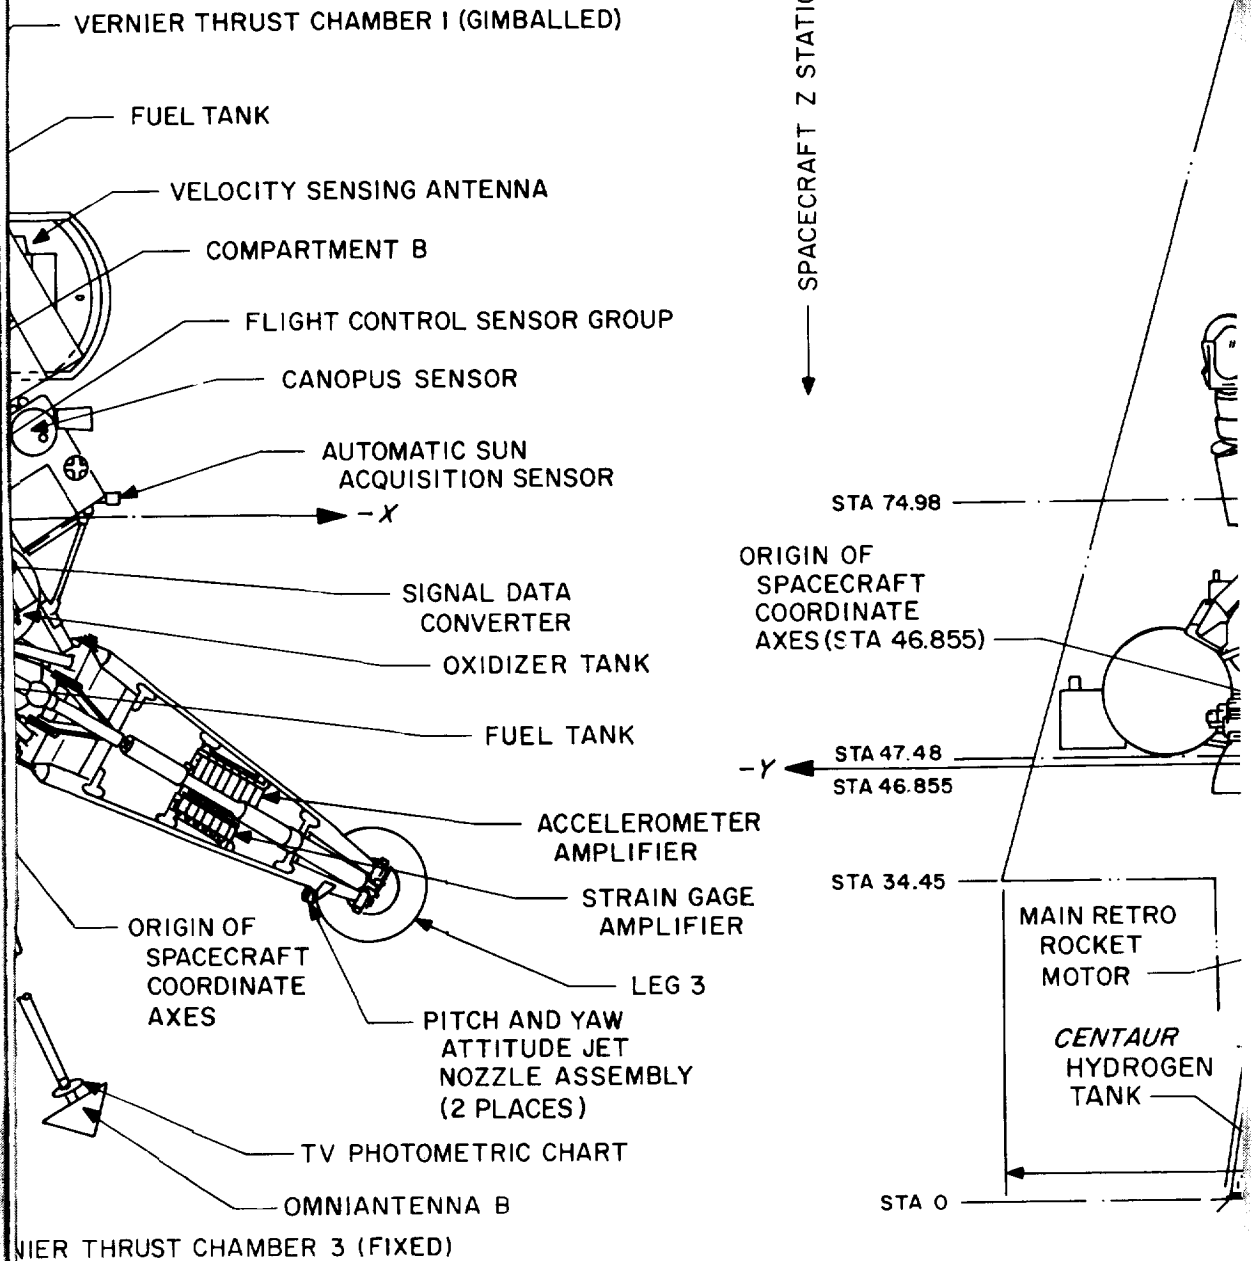 VERNIER THRUST CHAMBER 1 (GIMBALLED)
FUEL TANK
VELOCITY SENSING ANTENNA
COMPARTMENT B
FLIGHT CONTROL SENSOR GROUP
CANOPUS SENSOR
AUTOMATIC SUN
ACQUISITION SENSOR
-X
SIGNAL DATA
CONVERTER
OXIDIZER TANK
FUEL TANK
ACCELEROMETER
AMPLIFIER
STRAIN GAGE
AMPLIFIER
LEG 3
ORIGIN OF
SPACECRAFT
COORDINATE
AXES
PITCH AND YAW
ATTITUDE JET
NOZZLE ASSEMBLY
(2 PLACES)
TV PHOTOMETRIC CHART
OMNIANTENNA B
THRUST CHAMBER 3 (FIXED)
SPACECRAFT Z
STA 74.98
ORIGIN OF
SPACECRAFT
COORDINATE
AXES (STA 46.855)
STA 47.48
-Y
STA 46.855
STA 34.45
MAIN RETRO
ROCKET
MOTOR
CENTAUR
HYDROGEN
TANK
STA 0